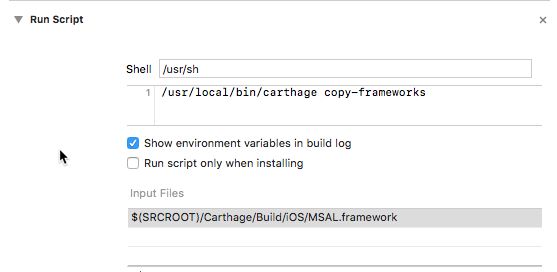 Run Script
Shell /usr/sh
1 /usr/local/bin/carthage copy-frameworks
Show environment variables in build log
Run script only when installing
Input Files
$(SRCROOT)/Carthage/Build/iOS/MSAL.framework